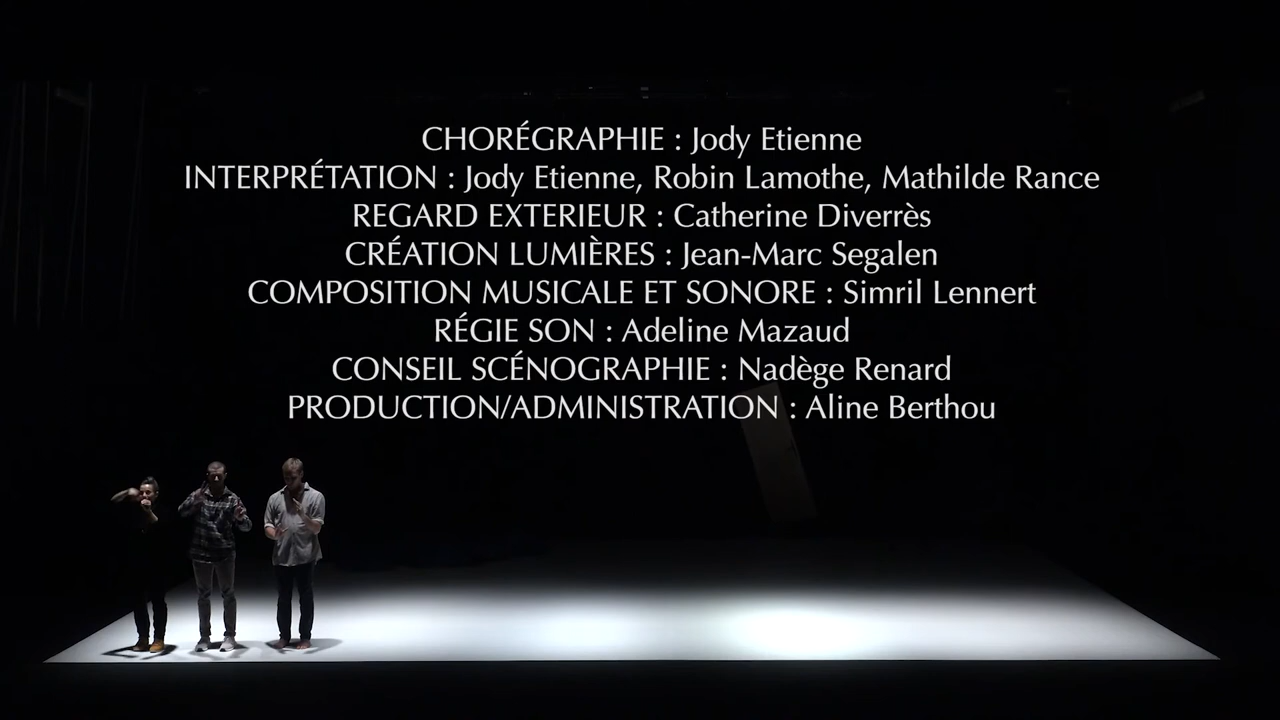 CHORÉGRAPHIE : Jody Etienne
INTERPRÉTATION : Jody Etienne, Robin Lamothe, Mathilde Rance
REGARD EXTERIEUR : Catherine Diverrès
CRÉATION LUMIÈRES : Jean-Marc Segalen
COMPOSITION MUSICALE ET SONORE : Simril Lennert
RÉGIE SON : Adeline Mazaud
CONSEIL SCÉNOGRAPHIE : Nadège Renard
PRODUCTION/ADMINISTRATION : Aline Berthou